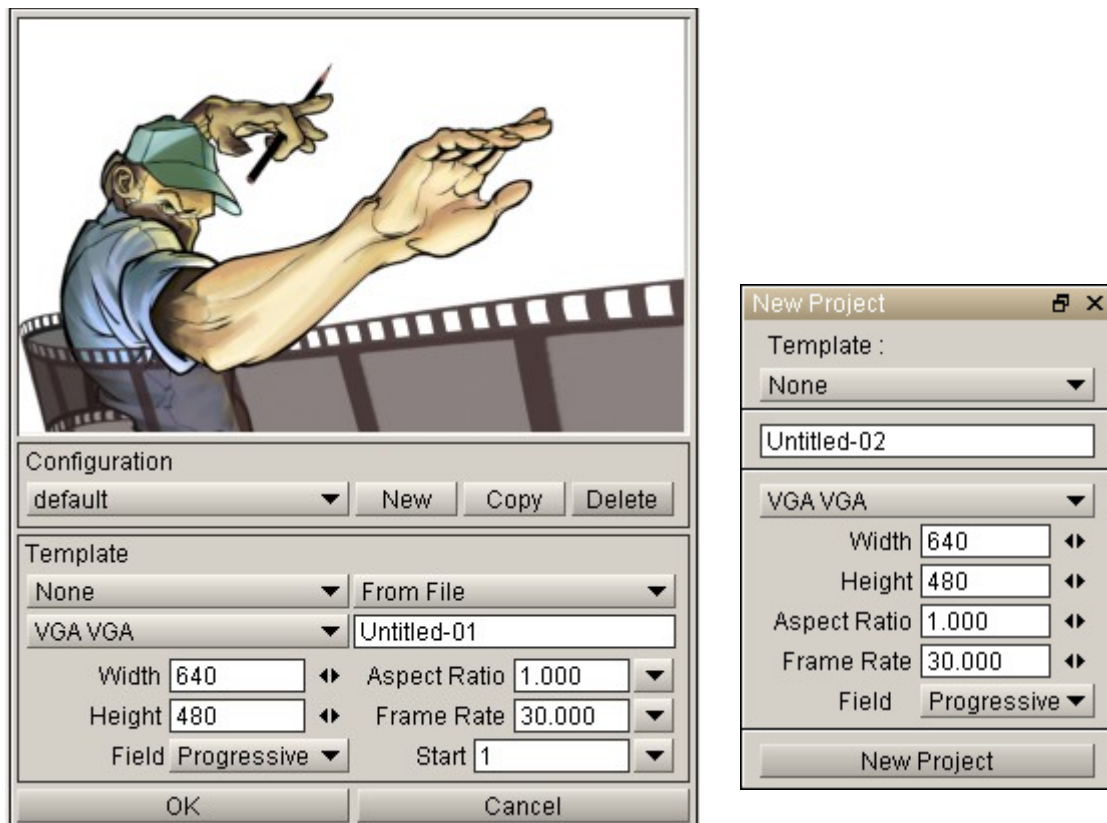 Configuration
default New Copy Delete
Template
None From File
VGA VGA Untitled-01
Width 640 Aspect Ratio 1.000
Height 480 Frame Rate 30.000
Field Progressive Start 1
OK Cancel
New Project
Template :
None
Untitled-02
VGA VGA
Width 640
Height 480
Aspect Ratio 1.000
Frame Rate 30.000
Field Progressive
New Project